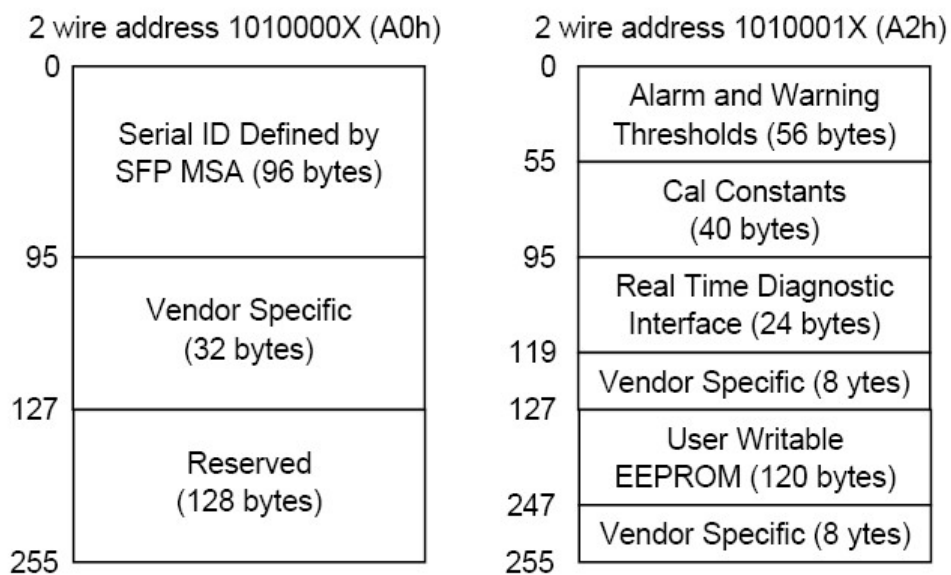 2 wire address 1010000X (A0h)
0
Serial ID Defined by
SFP MSA (96 bytes)
95
Vendor Specific
(32 bytes)
127
Reserved
(128 bytes)
255
2 wire address 1010001X (A2h)
0
Alarm and Warning
Thresholds (56 bytes)
55
Cal Constants
(40 bytes)
95
Real Time Diagnostic
Interface (24 bytes)
119
Vendor Specific (8 ytes)
127
User Writable
EEPROM (120 bytes)
247
Vendor Specific (8 ytes)
255